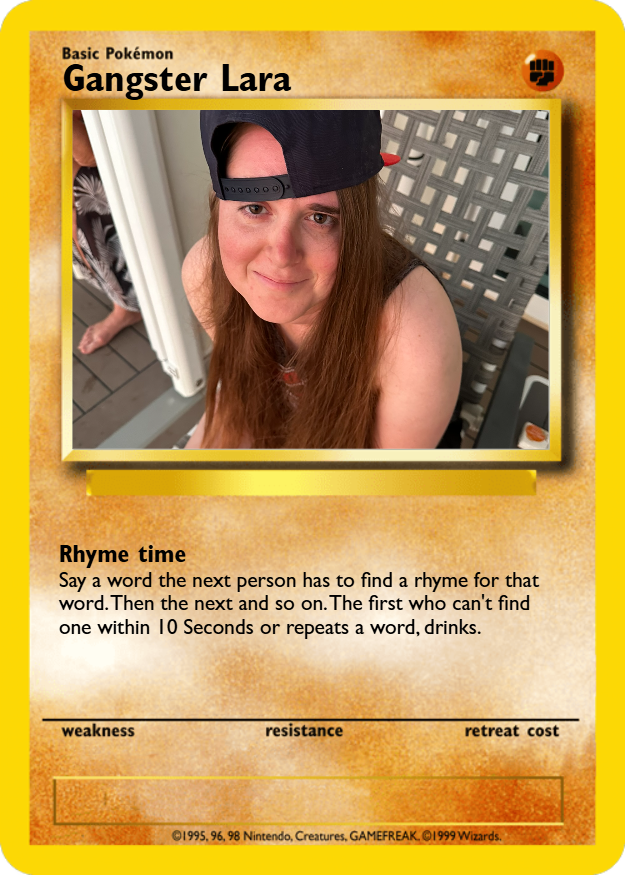 Basic Pokémon
Gangster Lara
Rhyme time
Say a word the next person has to find a rhyme for that
word. Then the next and so on. The first who can't find
one within 10 Seconds or repeats a word, drinks.
weakness resistance retreat cost
©1995, 96, 98 Nintendo, Creatures, GAMEFREAK. ©1999 Wizards.